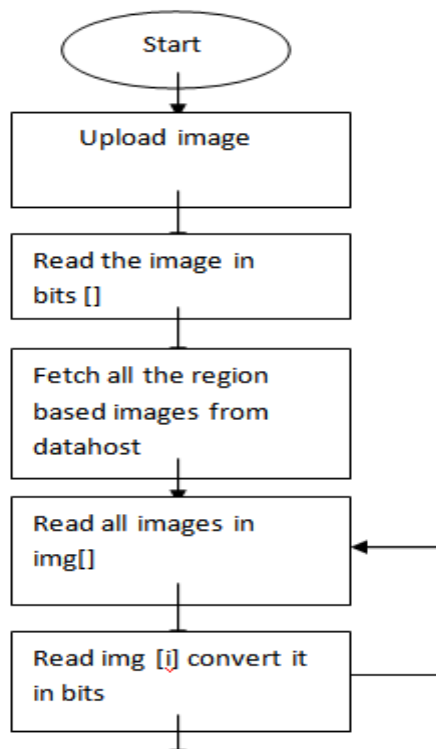 Start
Upload image
Read the image in
bits []
Fetch all the region
based images from
datahost
Read all images in
img[]
Read img [i] convert it
in bits